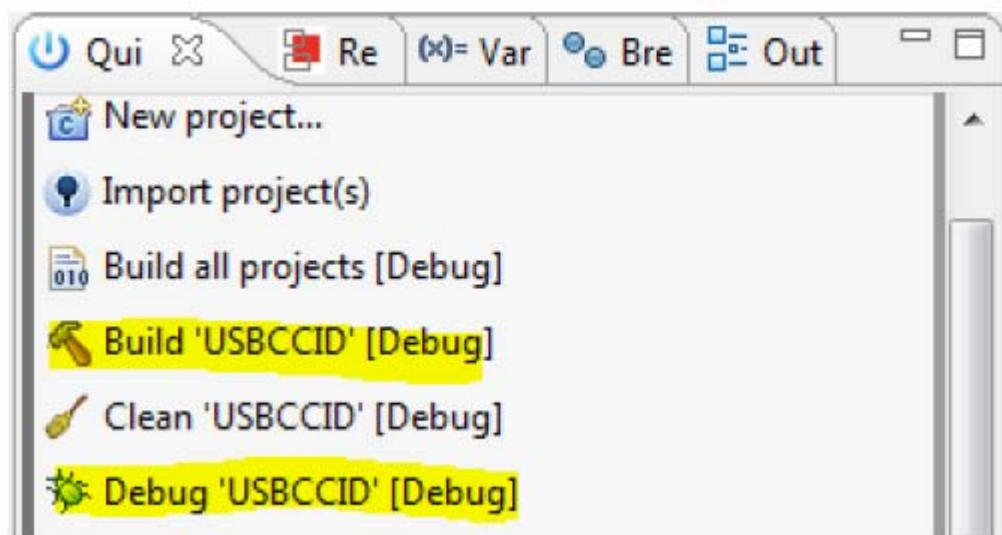 Qui Re (x)= Var Bre Out
New project...
Import project(s)
010 Build all projects [Debug]
Build 'USBCCID' [Debug]
Clean 'USBCCID' [Debug]
Debug 'USBCCID' [Debug]